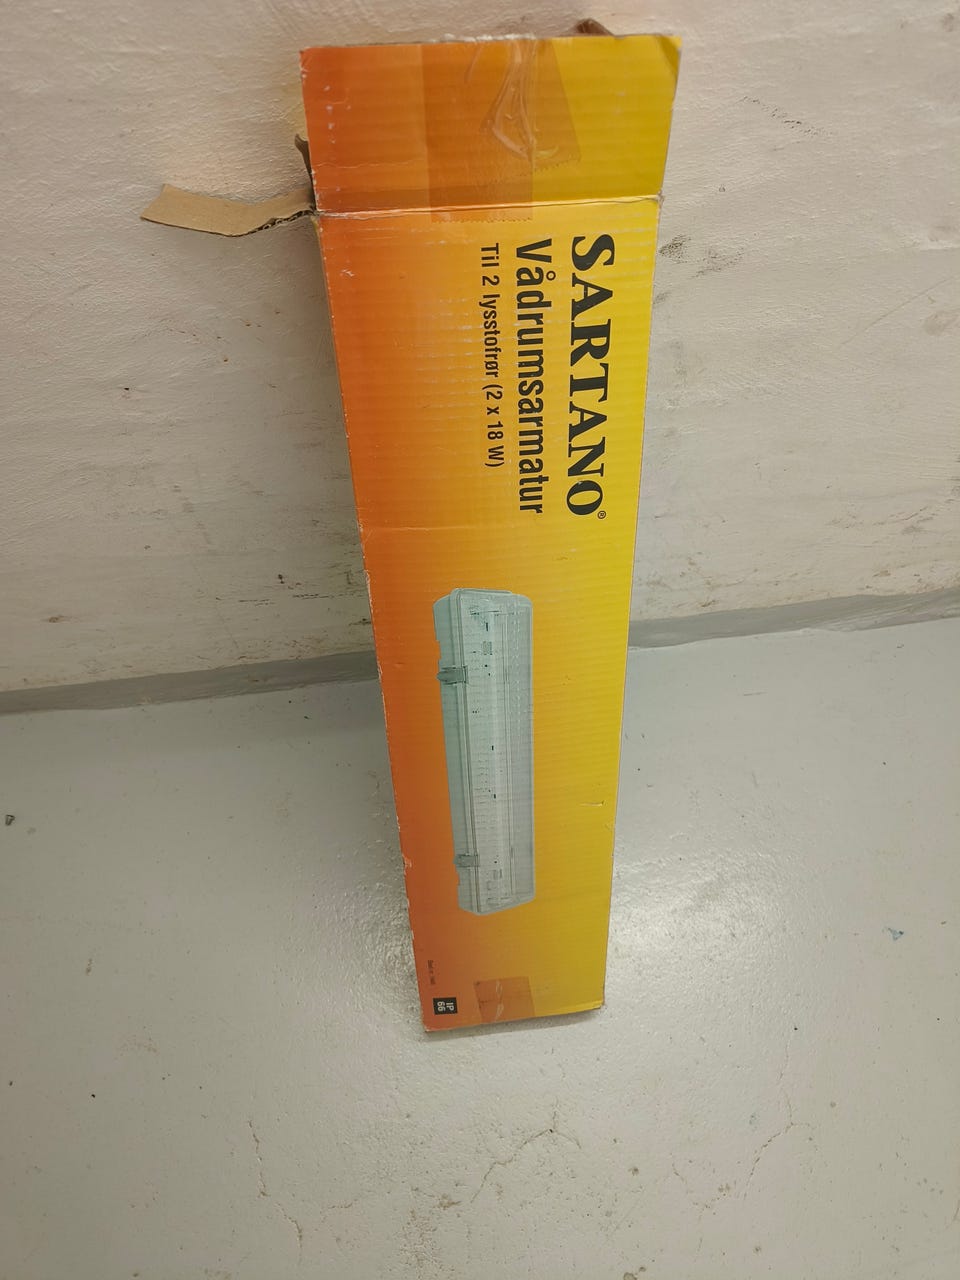 SARTANO®
Vådrumsarmatur
Til 2 lysstofrør (2 x 18 W)
IP
66